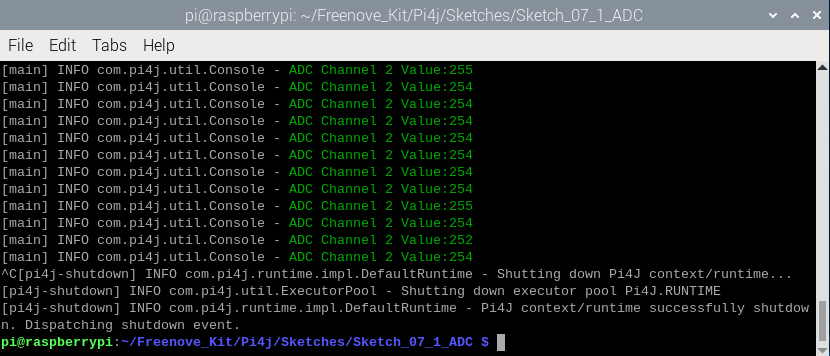 pi@raspberrypi: ~/Freenove_Kit/Pi4j/Sketches/Sketch_07_1_ADC
File Edit Tabs Help
[main] INFO com.pi4j.util.Console - ADC Channel 2 Value:255
[main] INFO com.pi4j.util.Console - ADC Channel 2 Value:254
[main] INFO com.pi4j.util.Console - ADC Channel 2 Value:254
[main] INFO com.pi4j.util.Console - ADC Channel 2 Value:254
[main] INFO com.pi4j.util.Console - ADC Channel 2 Value:254
[main] INFO com.pi4j.util.Console - ADC Channel 2 Value:254
[main] INFO com.pi4j.util.Console - ADC Channel 2 Value:254
[main] INFO com.pi4j.util.Console - ADC Channel 2 Value:254
[main] INFO com.pi4j.util.Console - ADC Channel 2 Value:255
[main] INFO com.pi4j.util.Console - ADC Channel 2 Value:254
[main] INFO com.pi4j.util.Console - ADC Channel 2 Value:252
[main] INFO com.pi4j.util.Console - ADC Channel 2 Value:254
^C[pi4j-shutdown] INFO com.pi4j.runtime.impl.DefaultRuntime - Shutting down Pi4J context/runtime...
[pi4j-shutdown] INFO com.pi4j.util.ExecutorPool - Shutting down executor pool Pi4J.RUNTIME
[pi4j-shutdown] INFO com.pi4j.runtime.impl.DefaultRuntime - Pi4J context/runtime successfully shutdow
n. Dispatching shutdown event.
pi@raspberrypi:~/Freenove_Kit/Pi4j/Sketches/Sketch_07_1_ADC $